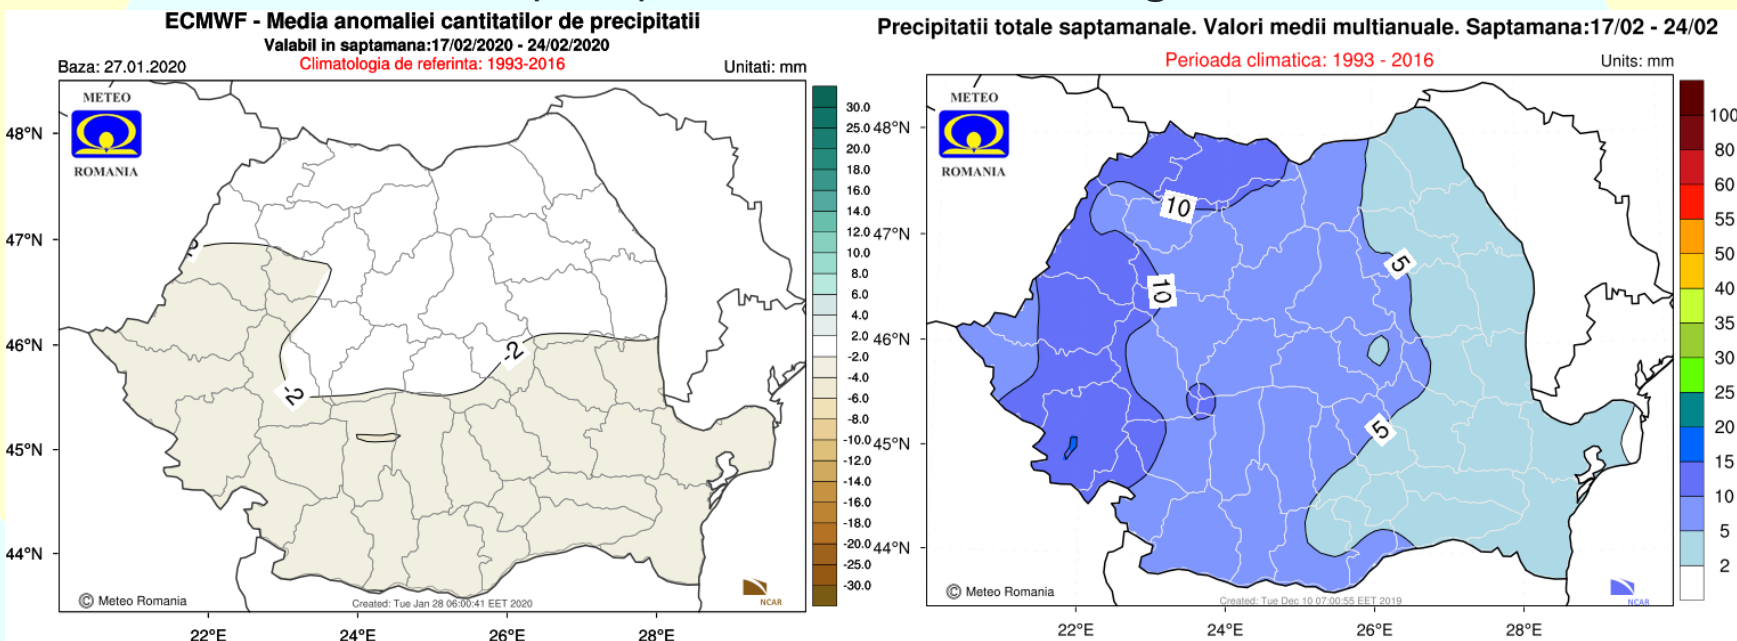 ECMWF - Media anomaliei cantitatilor de precipitatii
Valabil in saptamana:17/02/2020 - 24/02/2020
Baza: 27.01.2020
Climatologia de referinta: 1993-2016
Unitati: mm
METEO
ROMANIA
48°N
47°N
46°N
45°N
44°N
-2
-2
© Meteo Romania
Created: Tue Jan 28 06:00:41 EET 2020
NCAR
22°E
24°E
26°E
28°E
30.0
25.0
20.0
18.0
14.0
12.0
10.0
8.0
6.0
4.0
2.0
-2.0
-4.0
-6.0
-8.0
-10.0
-12.0
-14.0
-16.0
-18.0
-20.0
-25.0
-30.0
Precipitatii totale saptamanale. Valori medii multianuale. Saptamana:17/02 - 24/02
Perioada climatica: 1993 - 2016
Units: mm
METEO
ROMANIA
48°N
47°N
46°N
45°N
44°N
10
10
5
5
© Meteo Romania
Created: Tue Dec 10 07:00:55 EET 2019
NCAR
22°E
24°E
26°E
28°E
100
80
60
55
50
40
35
30
25
20
15
10
5
2